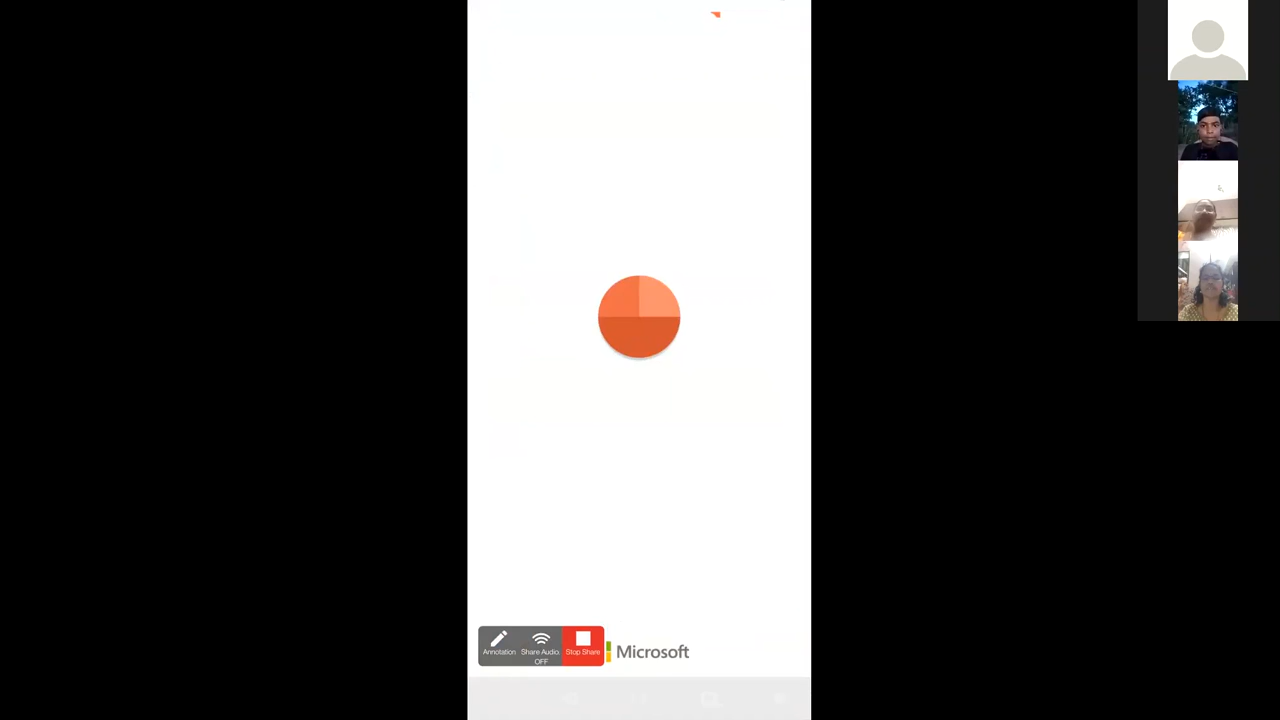 Annotation
Share Audio:
OFF
Stop Share
Microsoft